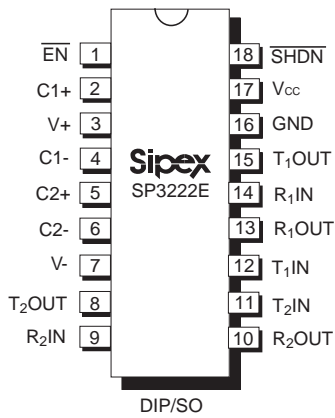 EN 1 18 SHDN
C1+ 2 17 Vcc
V+ 3 16 GND
C1- 4 Sipex 15 T1OUT
C2+ 5 SP3222E 14 R1IN
C2- 6 13 R1OUT
V- 7 12 T1IN
T2OUT 8 11 T2IN
R2IN 9 10 R2OUT
DIP/SO